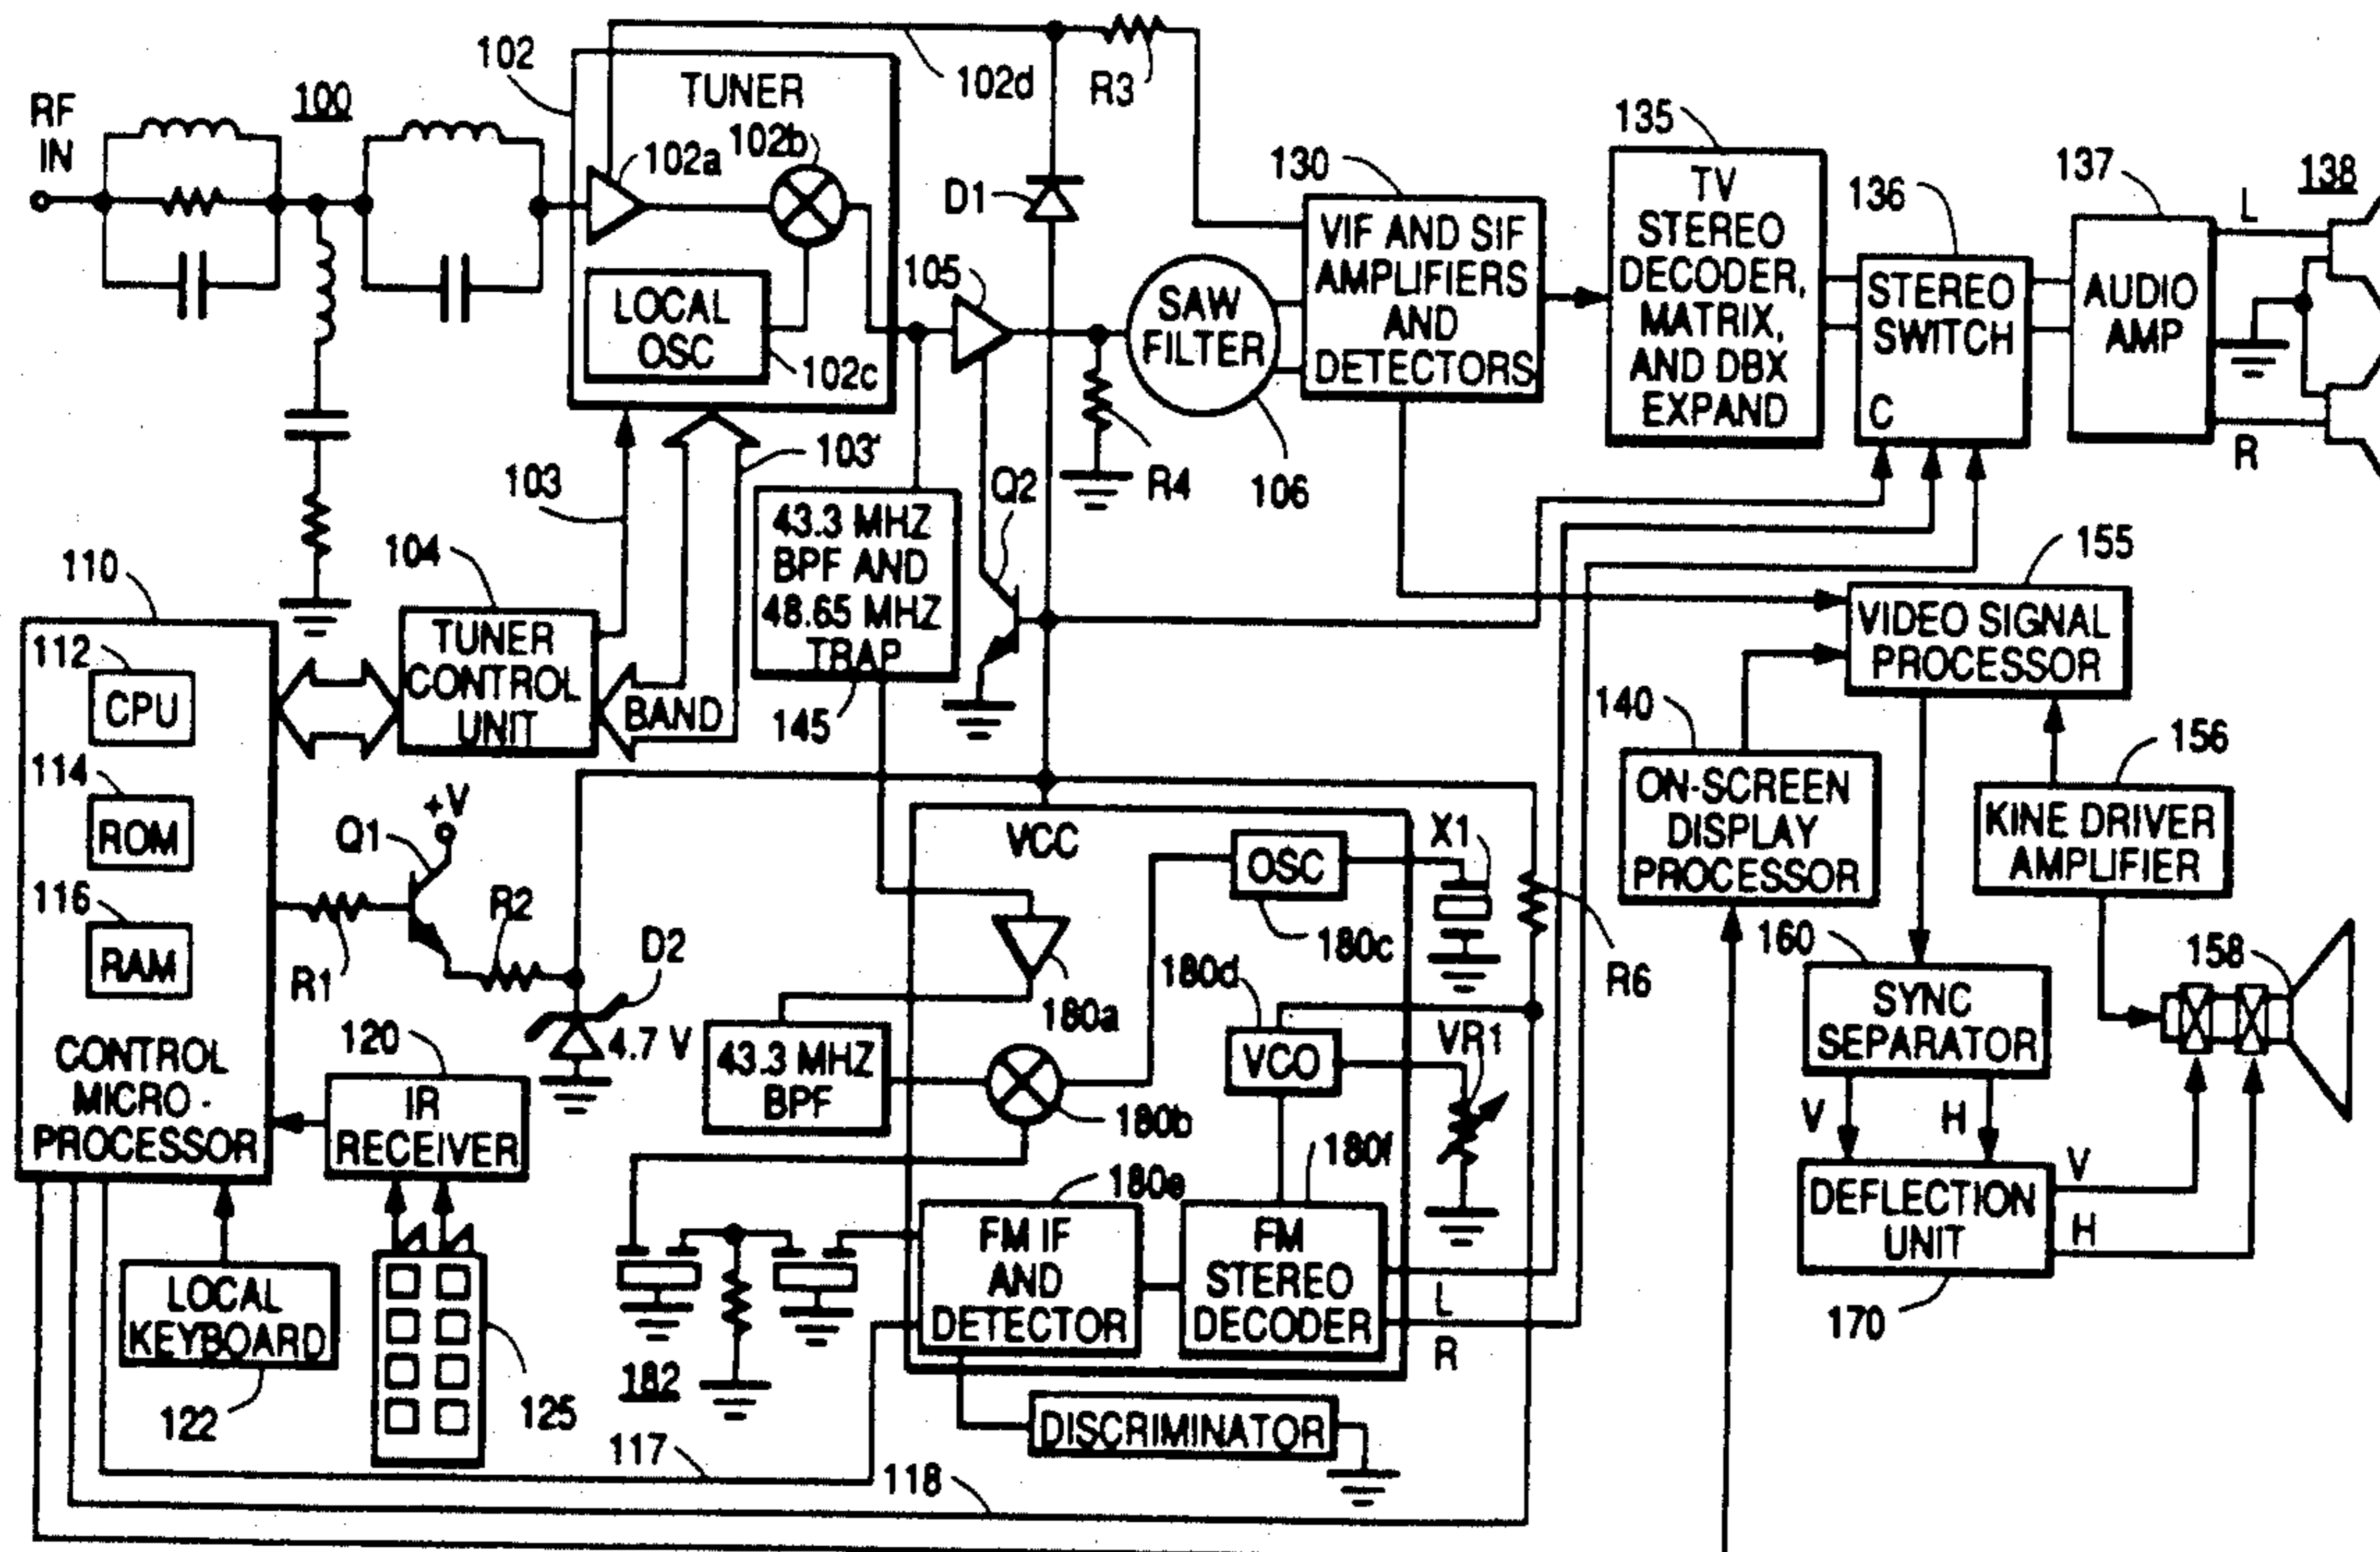 RF
IN
100
102
TUNER
102a
102b
102d
R3
LOCAL
OSC
102c
D1
105
SAW
FILTER
106
R4
130
VIF AND SIF
AMPLIFIERS
AND
DETECTORS
135
TV
STEREO
DECODER,
MATRIX,
AND DBX
EXPAND
136
STEREO
SWITCH
C
137
AUDIO
AMP
138
L
R
103
103'
104
TUNER
CONTROL
UNIT
BAND
43.3 MHZ
BPF AND
48.65 MHZ
TRAP
145
Q2
110
112
CPU
114
ROM
116
RAM
CONTROL
MICRO-
PROCESSOR
Q1
+V
R1
R2
D2
4.7 V
120
IR
RECEIVER
LOCAL
KEYBOARD
122
125
155
VIDEO SIGNAL
PROCESSOR
140
ON-SCREEN
DISPLAY
PROCESSOR
156
KINE DRIVER
AMPLIFIER
158
160
SYNC
SEPARATOR
V
H
DEFLECTION
UNIT
V
H
170
VCC
OSC
180c
X1
R6
180a
43.3 MHZ
BPF
180b
180d
VCO
VR1
180e
FM IF
AND
DETECTOR
180f
FM
STEREO
DECODER
L
R
182
DISCRIMINATOR
117
118